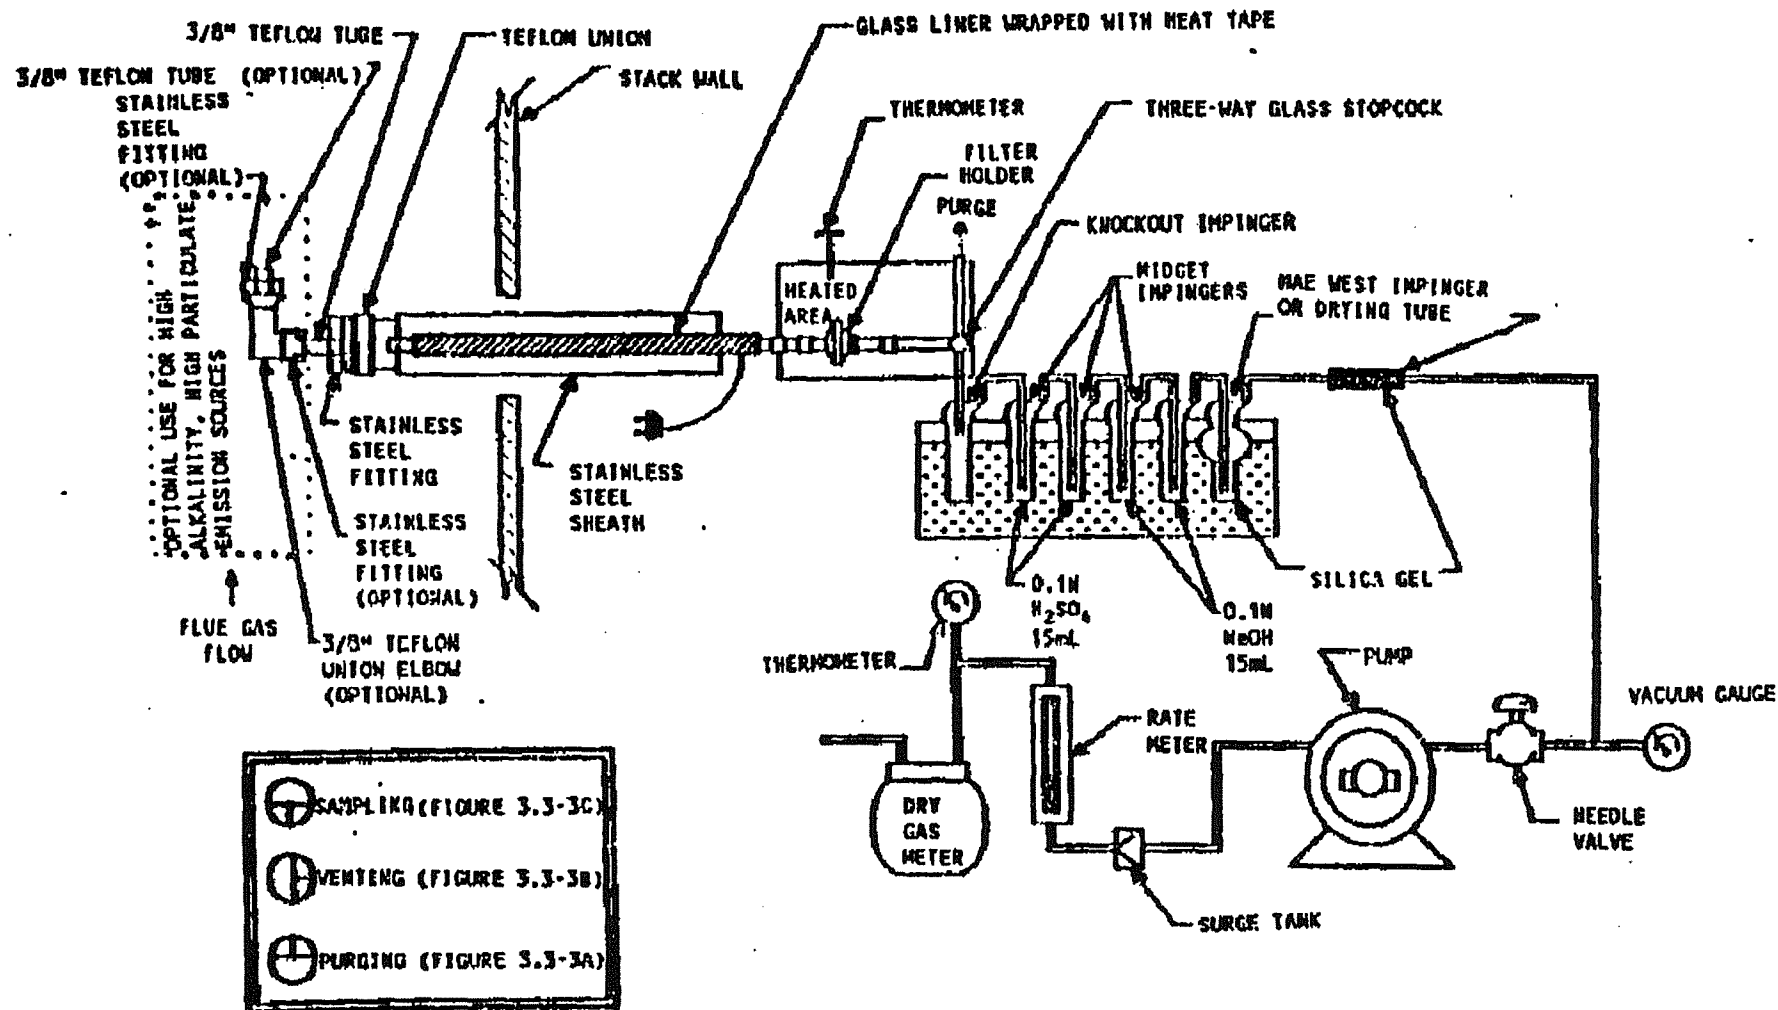 3/8" TEFLON TUBE
TEFLON UNION
GLASS LINER WRAPPED WITH HEAT TAPE
3/8" TEFLON TUBE (OPTIONAL)
STAINLESS
STEEL
FITTING
(OPTIONAL)
STACK WALL
THERMOMETER
THREE-WAY GLASS STOPCOCK
FILTER
HOLDER
PURGE
KNOCKOUT IMPINGER
MIDGET
IMPINGERS
MAE WEST IMPINGER
OR DRYING TUBE
HEATED
AREA
OPTIONAL USE FOR HIGH
ALKALINITY, HIGH PARTICULATE
EMISSION SOURCES
STAINLESS
STEEL
FITTING
STAINLESS
STEEL
SHEATH
STAINLESS
STEEL
FITTING
(OPTIONAL)
FLUE GAS
FLOW
3/8" TEFLON
UNION ELBOW
(OPTIONAL)
SILICA GEL
0.1N
H₂SO₄
15mL
0.1N
NaOH
15mL
THERMOMETER
PUMP
VACUUM GAUGE
RATE
METER
DRY
GAS
METER
NEEDLE
VALVE
SURGE TANK
SAMPLING (FIGURE 3.3-3C)
VENTING (FIGURE 3.3-3B)
PURGING (FIGURE 3.3-3A)